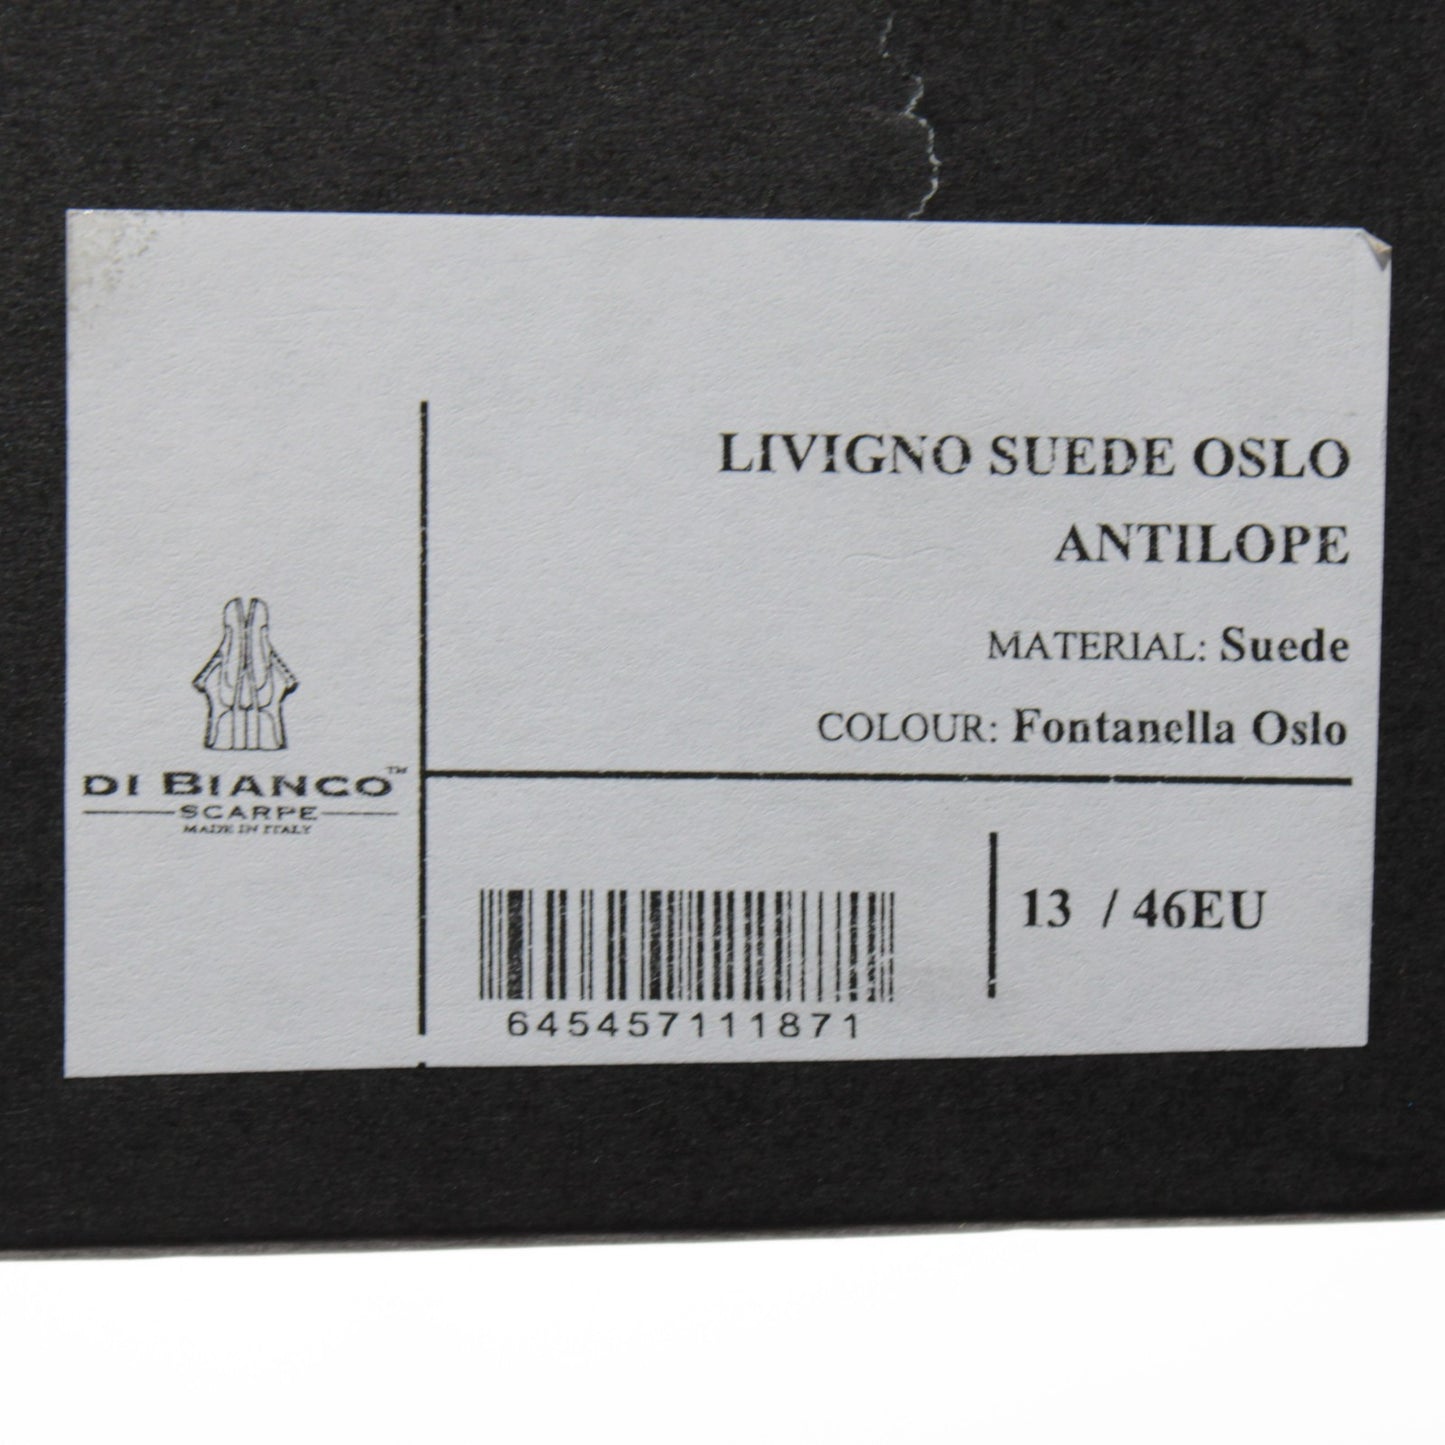 LIVIGNO SUEDE OSLO
ANTILOPE
MATERIAL: Suede
COLOUR: Fontanella Oslo
DI BIANCO™
SCARPE
MADE IN ITALY
13 / 46EU
645457111871